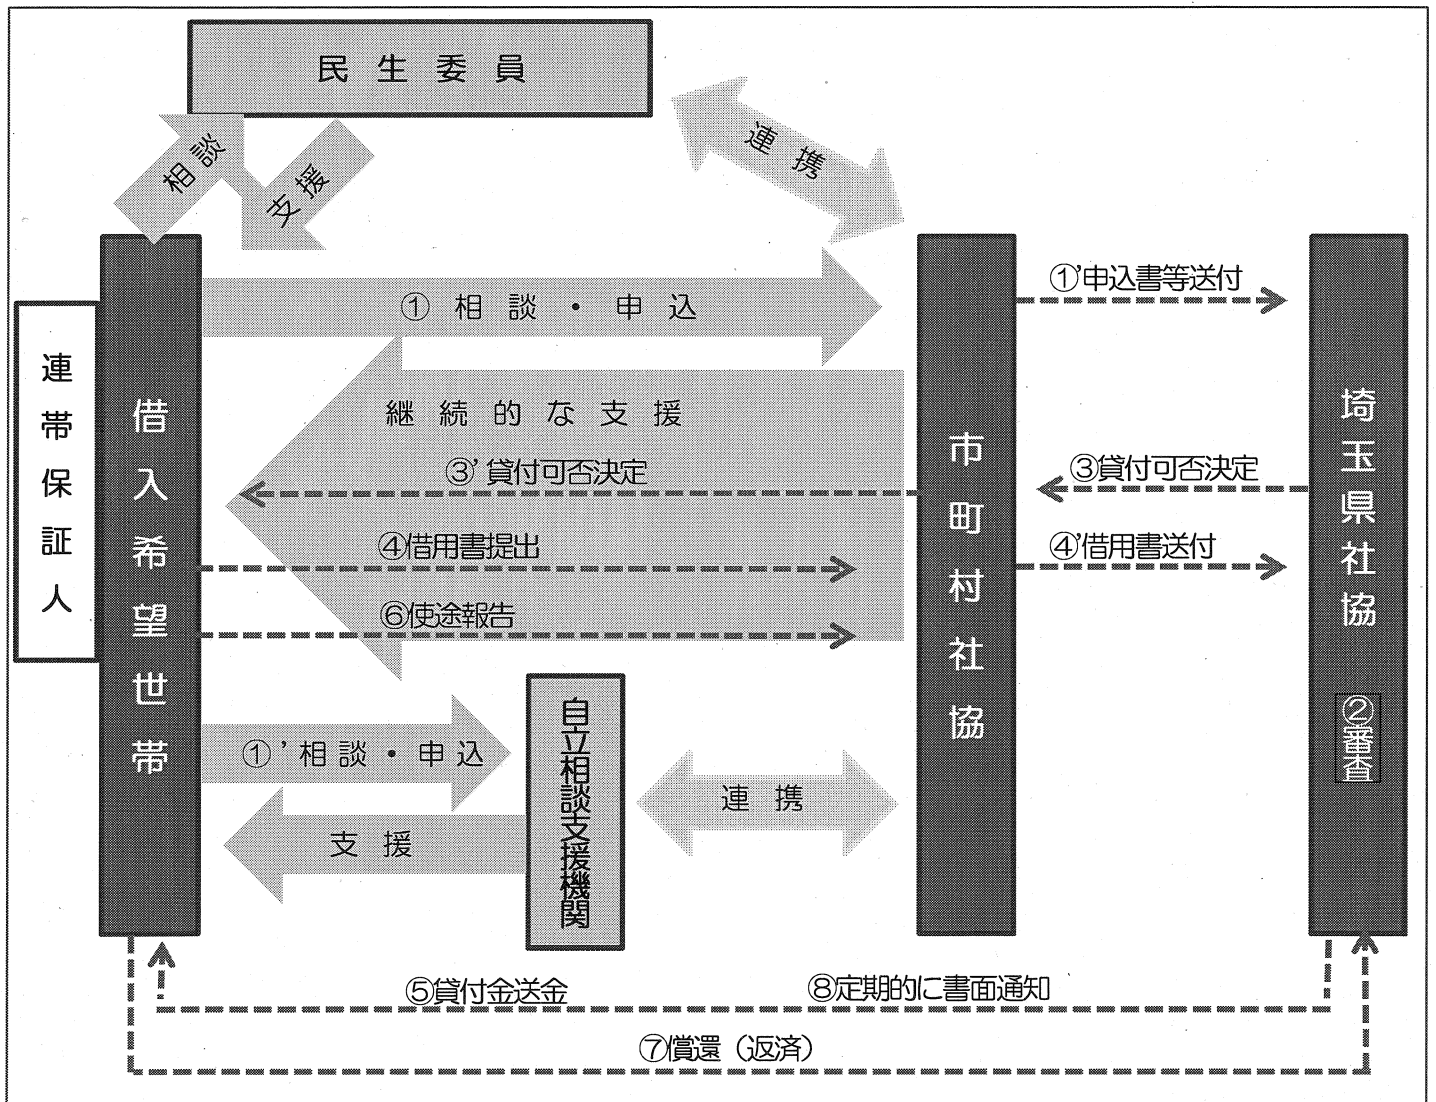 民生委員
相談
支援
連携
①相談・申込
①'申込書等送付
連帯保証人
借入希望世帯
継続的な支援
③'貸付可否決定
④借用書提出
⑥使途報告
市町村社協
③貸付可否決定
④'借用書送付
埼玉県社協
②審査
①'相談・申込
支援
自立相談支援機関
連携
⑤貸付金送金
⑧定期的に書面通知
⑦償還（返済）